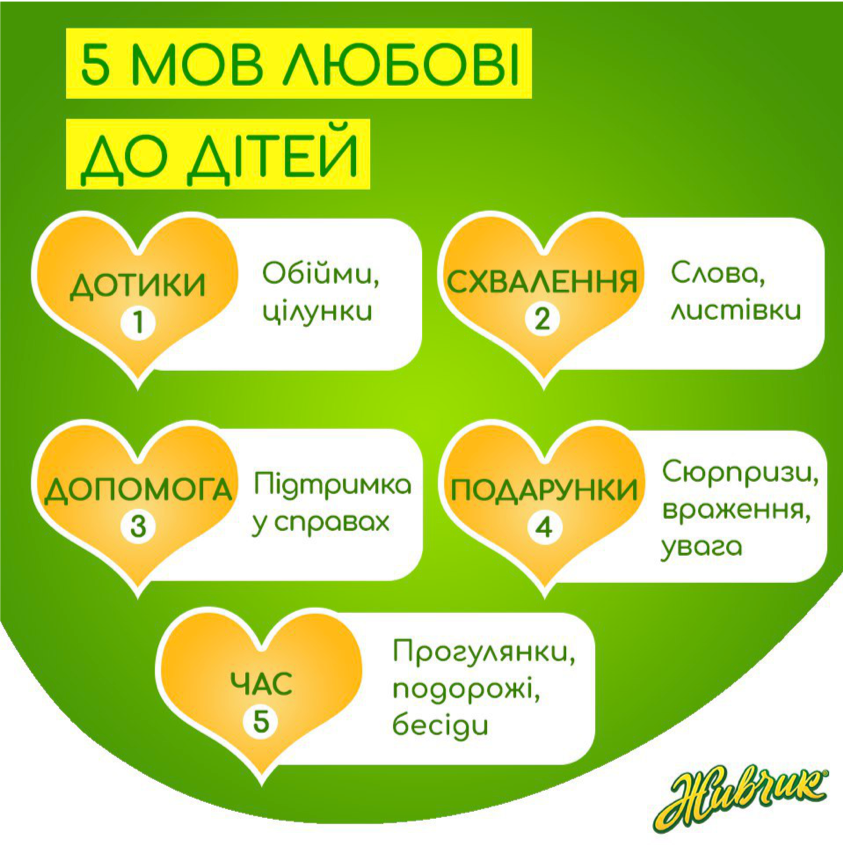 5 МОВ ЛЮБОВІ
ДО ДІТЕЙ
ДОТИКИ
1
Обійми,
цілунки
СХВАЛЕННЯ
2
Слова,
листівки
ДОПОМОГА
3
Підтримка
у справах
ПОДАРУНКИ
4
Сюрпризи,
враження,
увага
ЧАС
5
Прогулянки,
подорожі,
бесіди
Живчик